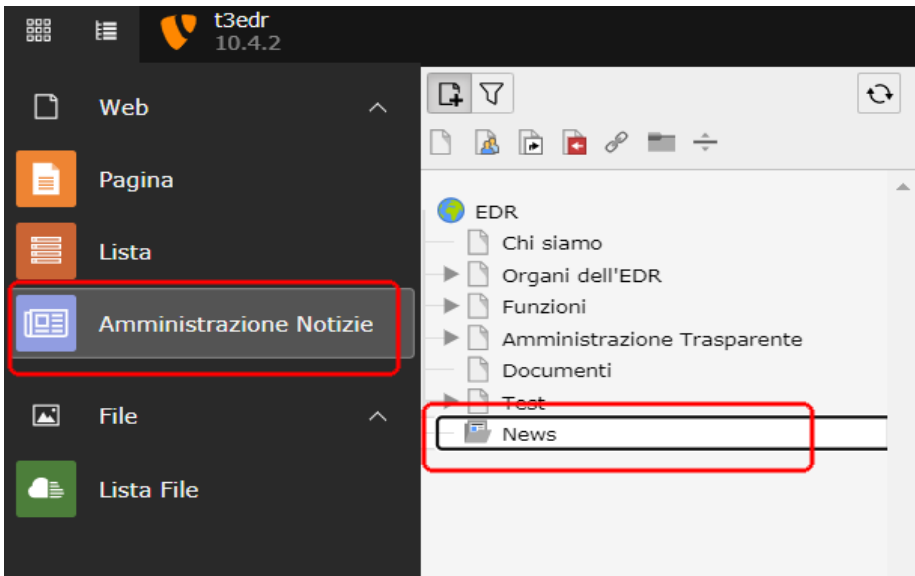 t3edr
10.4.2
Web
Pagina
Lista
Amministrazione Notizie
File
Lista File
EDR
Chi siamo
Organi dell'EDR
Funzioni
Amministrazione Trasparente
Documenti
Test
News